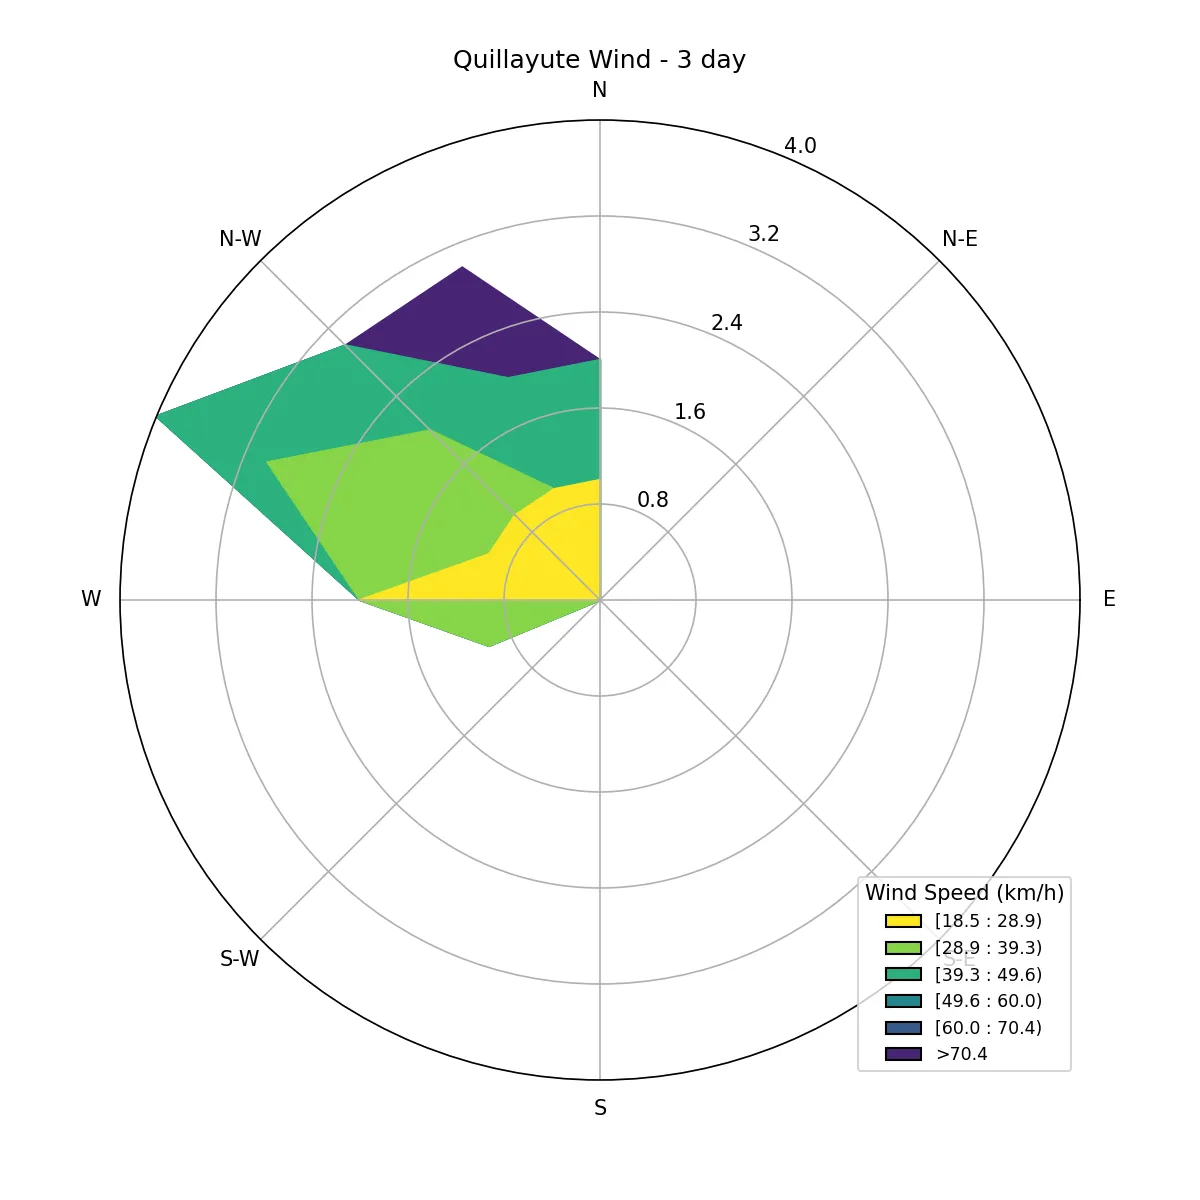 Quillayute Wind - 3 day
N
4.0
N-W
3.2
N-E
2.4
1.6
0.8
W
E
Wind Speed (km/h)
[18.5 : 28.9)
[28.9 : 39.3)
S-W
S-E
[39.3 : 49.6)
[49.6 : 60.0)
[60.0 : 70.4)
>70.4
S